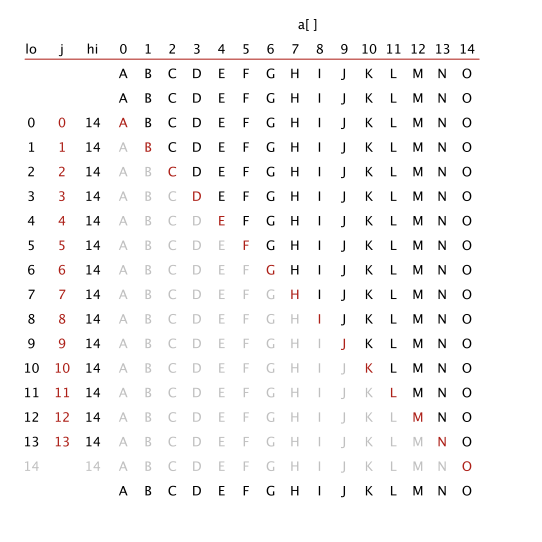 a[ ]
lo j hi 0 1 2 3 4 5 6 7 8 9 10 11 12 13 14
A B C D E F G H I J K L M N O
A B C D E F G H I J K L M N O
0 0 14 A B C D E F G H I J K L M N O
1 1 14 A B C D E F G H I J K L M N O
2 2 14 A B C D E F G H I J K L M N O
3 3 14 A B C D E F G H I J K L M N O
4 4 14 A B C D E F G H I J K L M N O
5 5 14 A B C D E F G H I J K L M N O
6 6 14 A B C D E F G H I J K L M N O
7 7 14 A B C D E F G H I J K L M N O
8 8 14 A B C D E F G H I J K L M N O
9 9 14 A B C D E F G H I J K L M N O
10 10 14 A B C D E F G H I J K L M N O
11 11 14 A B C D E F G H I J K L M N O
12 12 14 A B C D E F G H I J K L M N O
13 13 14 A B C D E F G H I J K L M N O
14 14 A B C D E F G H I J K L M N O
A B C D E F G H I J K L M N O